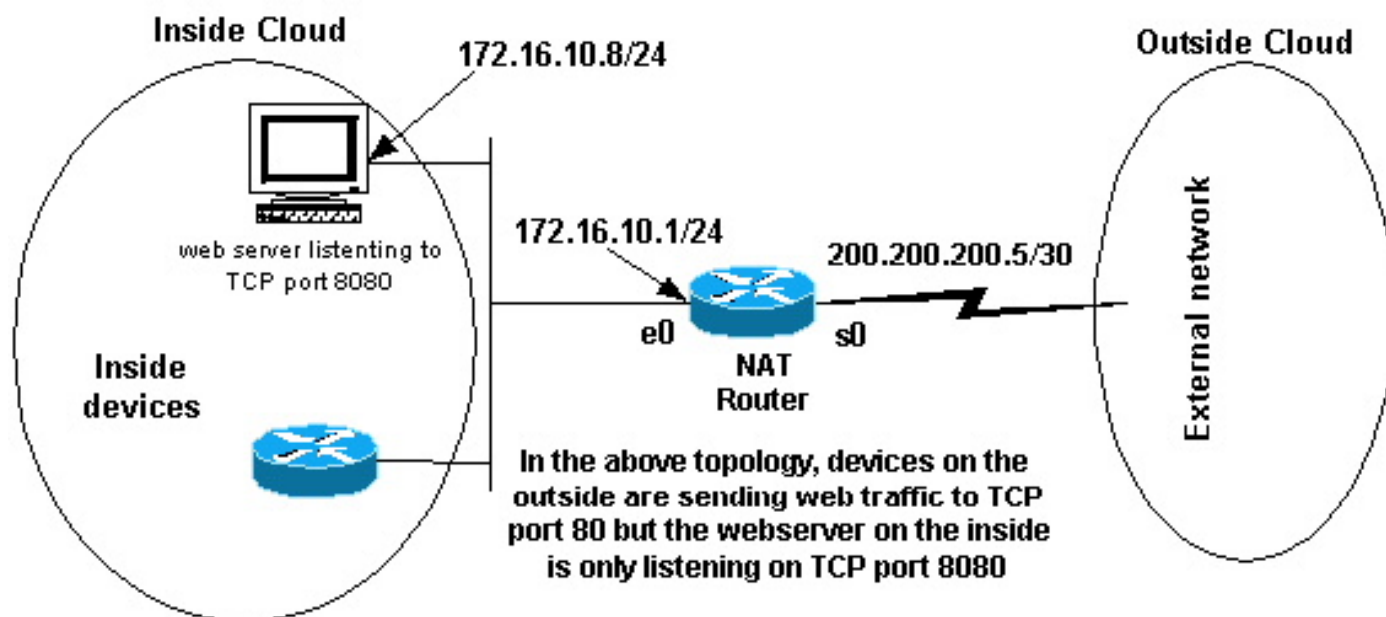 Inside Cloud
172.16.10.8/24
Outside Cloud
web server listenting to
TCP port 8080
172.16.10.1/24
200.200.200.5/30
e0
s0
NAT
Router
External network
Inside
devices
In the above topology, devices on the
outside are sending web traffic to TCP
port 80 but the webserver on the inside
is only listening on TCP port 8080